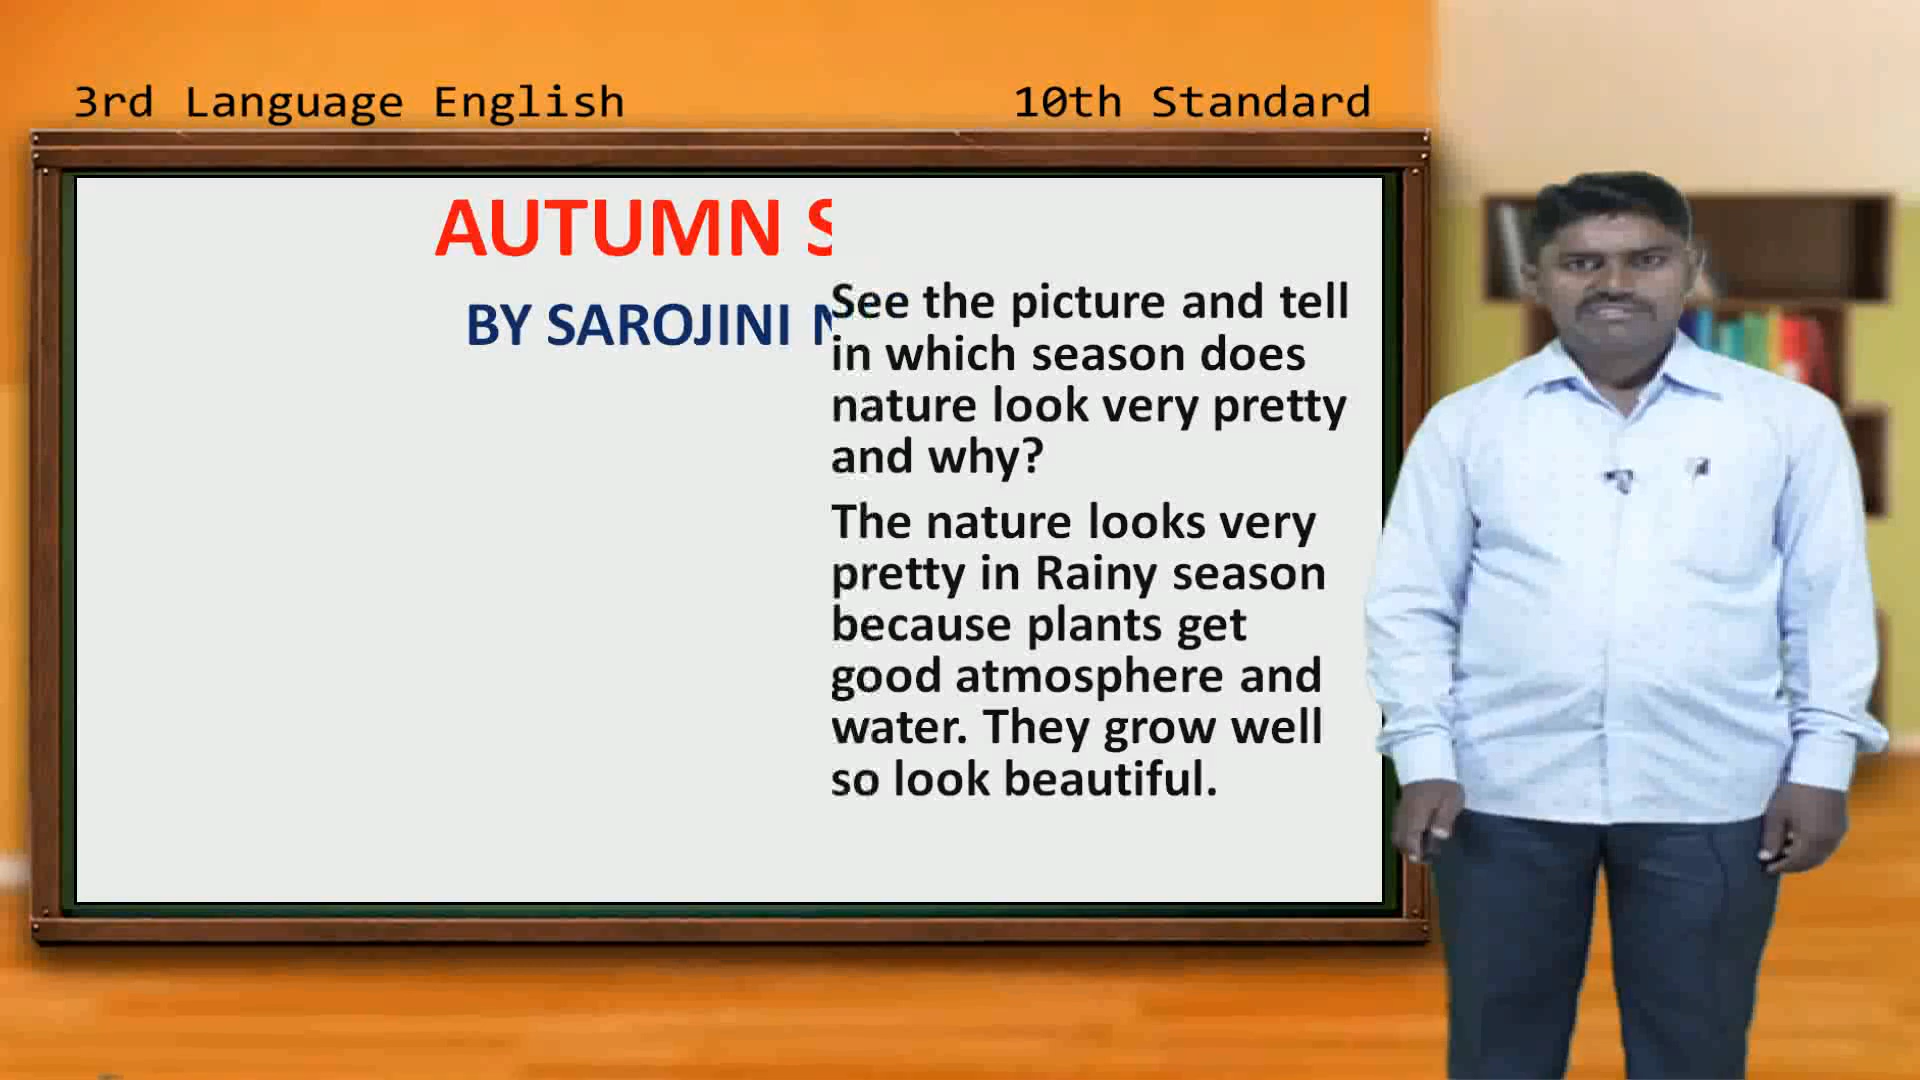 3rd Language English
10th Standard
AUTUMN S
BY SAROJINI N
See the picture and tell
in which season does
nature look very pretty
and why?
The nature looks very
pretty in Rainy season
because plants get
good atmosphere and
water. They grow well
so look beautiful.